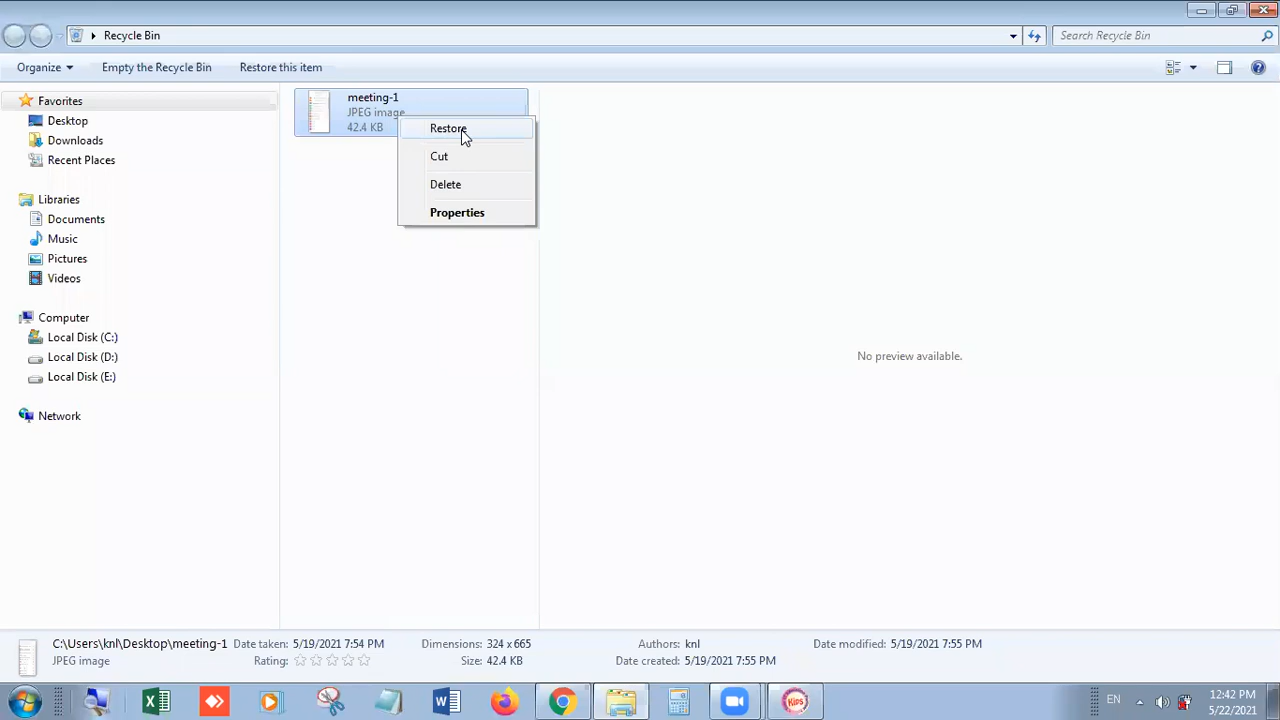 Recycle Bin
Search Recycle Bin
Organize
Empty the Recycle Bin
Restore this item
Favorites
Desktop
Downloads
Recent Places
Libraries
Documents
Music
Pictures
Videos
Computer
Local Disk (C:)
Local Disk (D:)
Local Disk (E:)
Network
meeting-1
JPEG image
42.4 KB
Restore
Cut
Delete
Properties
No preview available.
C:\Users\knl\Desktop\meeting-1 Date taken: 5/19/2021 7:54 PM Dimensions: 324 x 665 Authors: knl Date modified: 5/19/2021 7:55 PM
JPEG image Rating: Size: 42.4 KB Date created: 5/19/2021 7:55 PM
Kips
EN
12:42 PM
5/22/2021